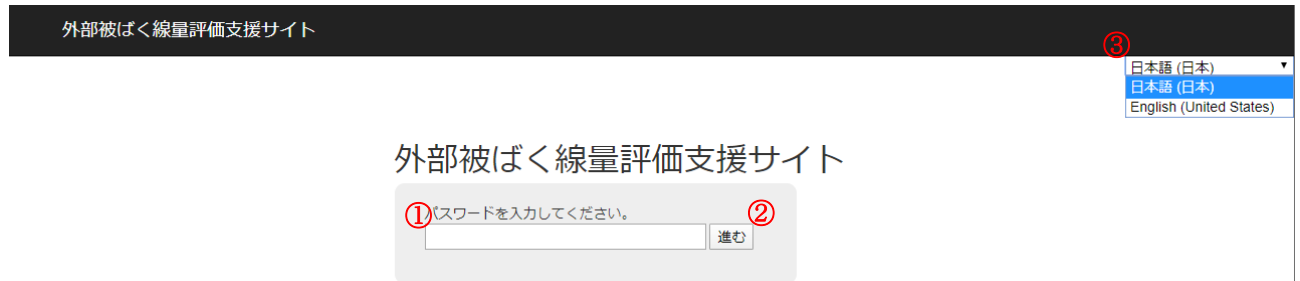 外部被ばく線量評価支援サイト
③
日本語 (日本)
日本語 (日本)
English (United States)
外部被ばく線量評価支援サイト
①パスワードを入力してください。 ②
進む